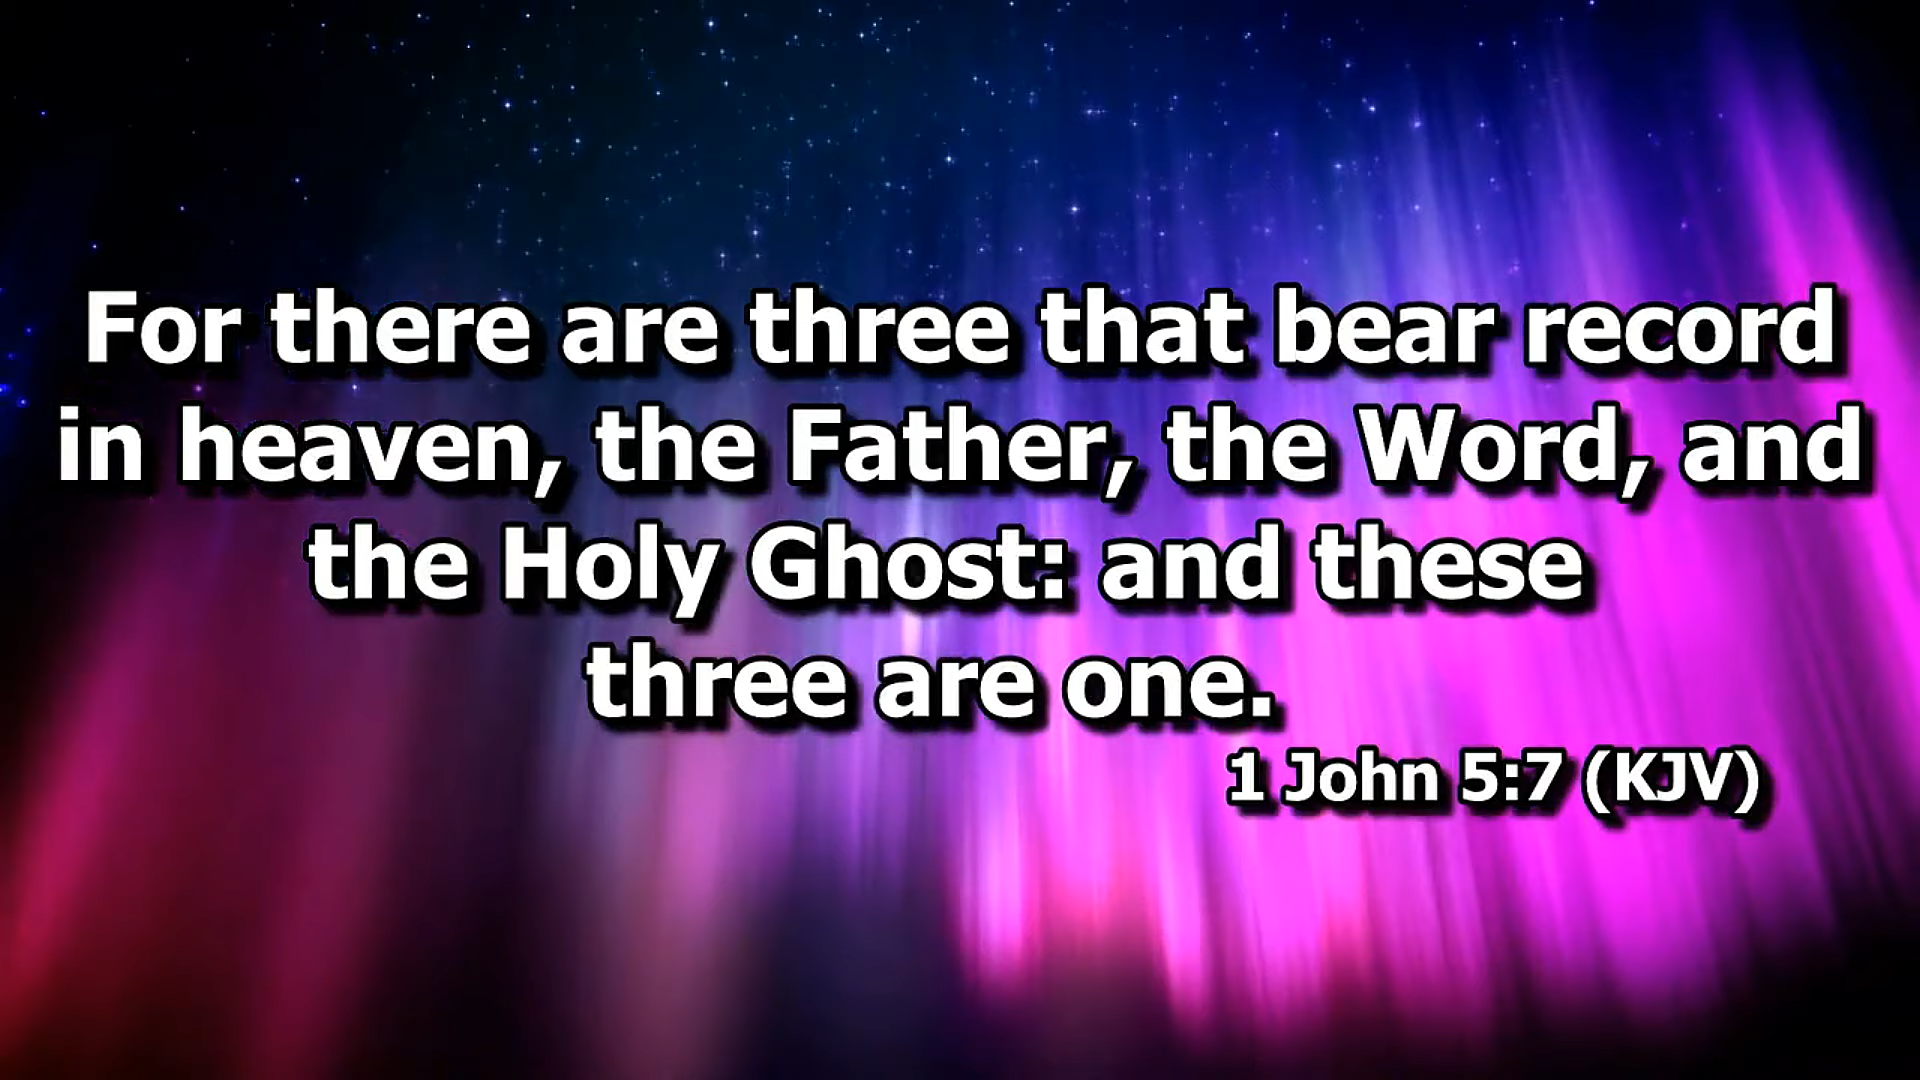 For there are three that bear record
in heaven, the Father, the Word, and
the Holy Ghost: and these
three are one.
1 John 5:7 (KJV)